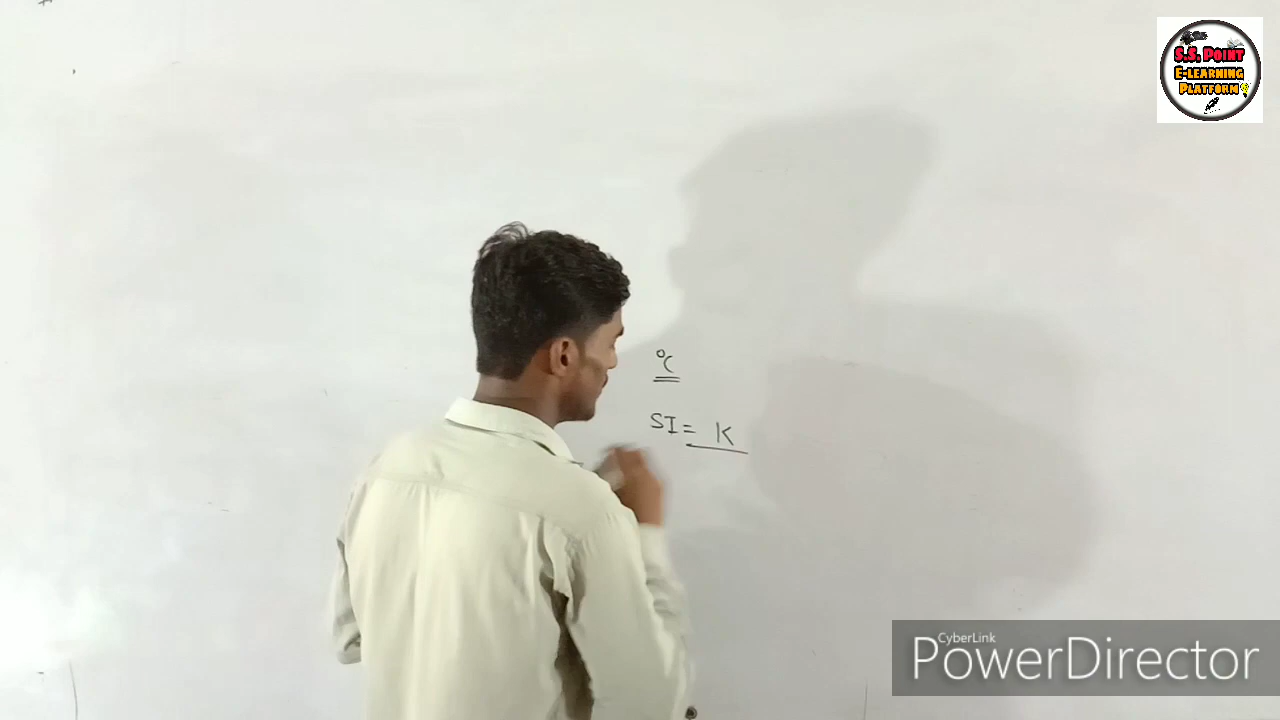 S.S. POINT
E-LEARNING
PLATFORM
°C
SI = K
CyberLink
PowerDirector